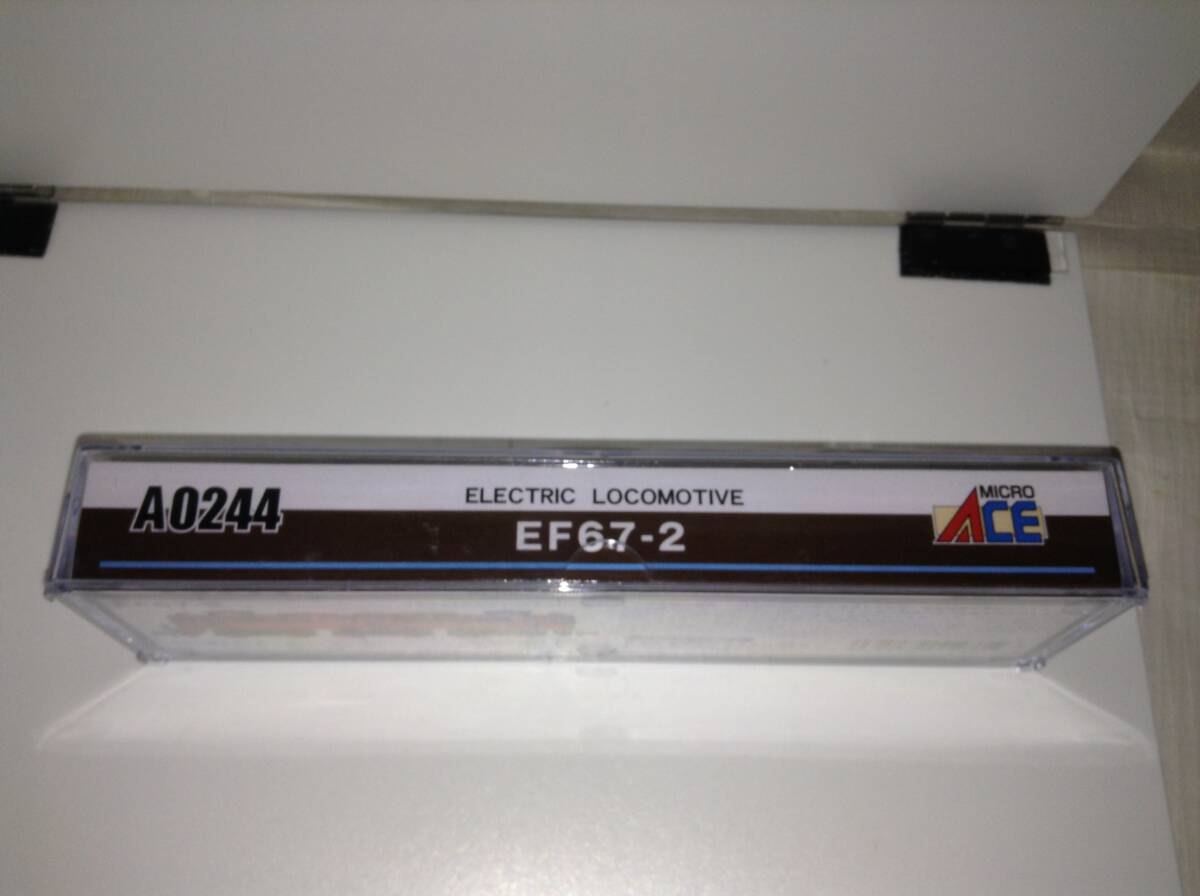 A0244
ELECTRIC LOCOMOTIVE
EF67-2
MICRO
ACE